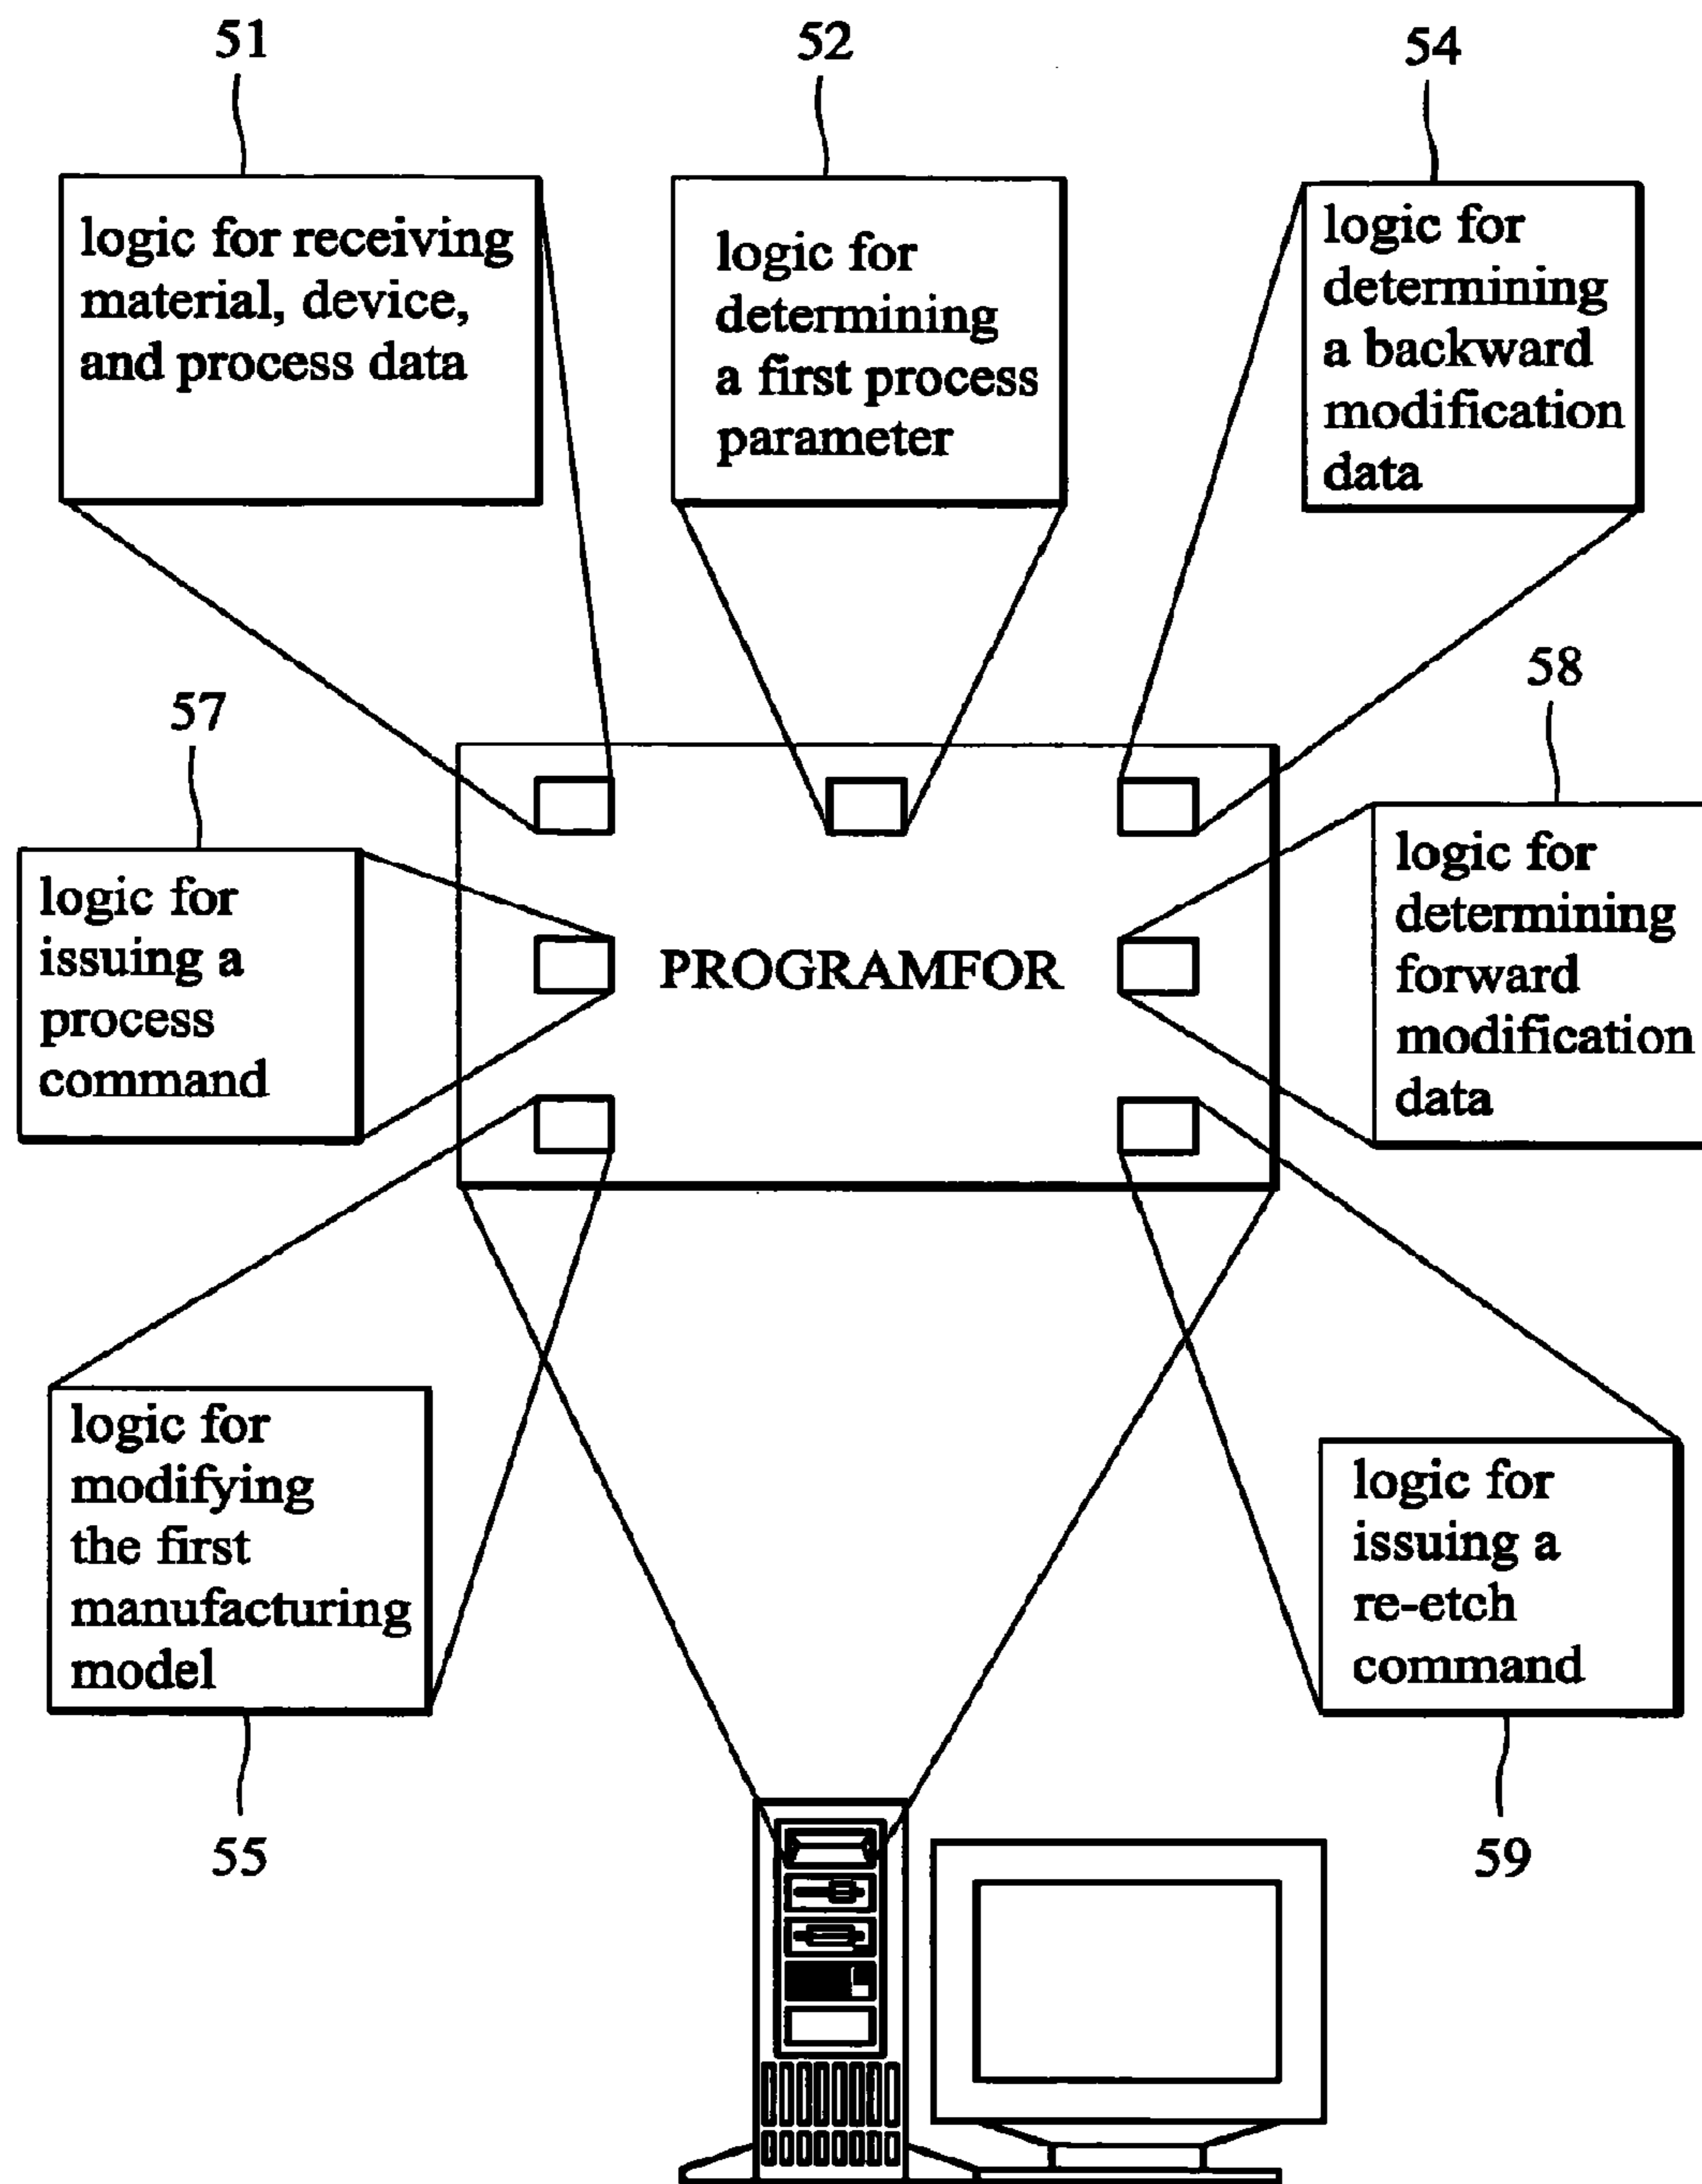 51
52
54
logic for receiving
material, device,
and process data
logic for
determining
a first process
parameter
logic for
determining
a backward
modification
data
57
58
logic for
issuing a
process
command
PROGRAMFOR
logic for
determining
forward
modification
data
logic for
modifying
the first
manufacturing
model
logic for
issuing a
re-etch
command
55
59